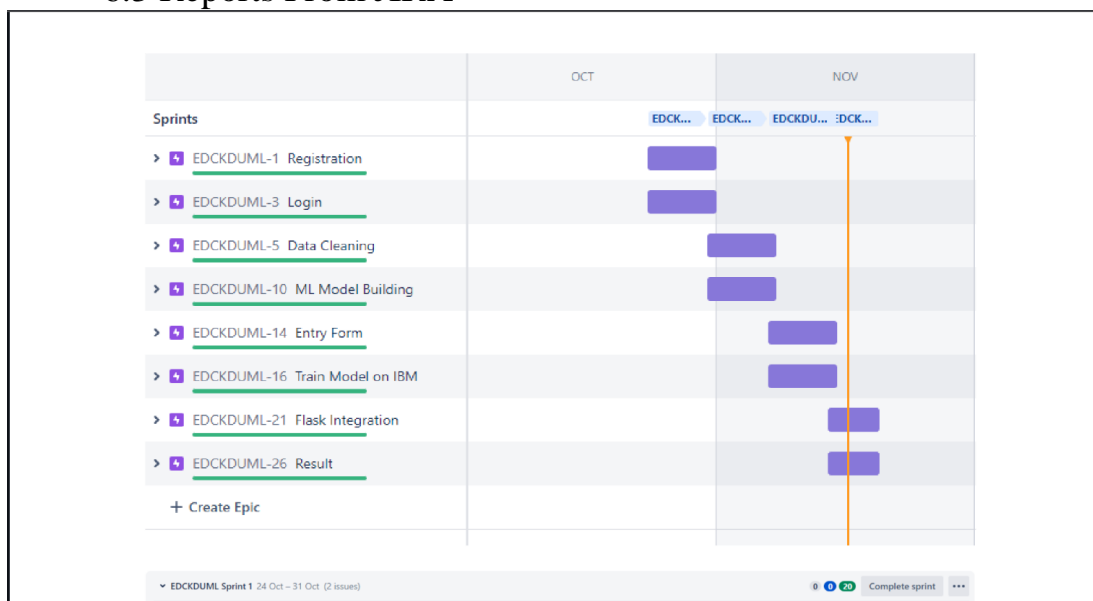 OCT NOV
Sprints EDCK... EDCK... EDCKDU... EDCK...
EDCKDUML-1 Registration
EDCKDUML-3 Login
EDCKDUML-5 Data Cleaning
EDCKDUML-10 ML Model Building
EDCKDUML-14 Entry Form
EDCKDUML-16 Train Model on IBM
EDCKDUML-21 Flask Integration
EDCKDUML-26 Result
+ Create Epic
EDCKDUML Sprint 1 24 Oct – 31 Oct (2 issues) 0 0 20 Complete sprint ...